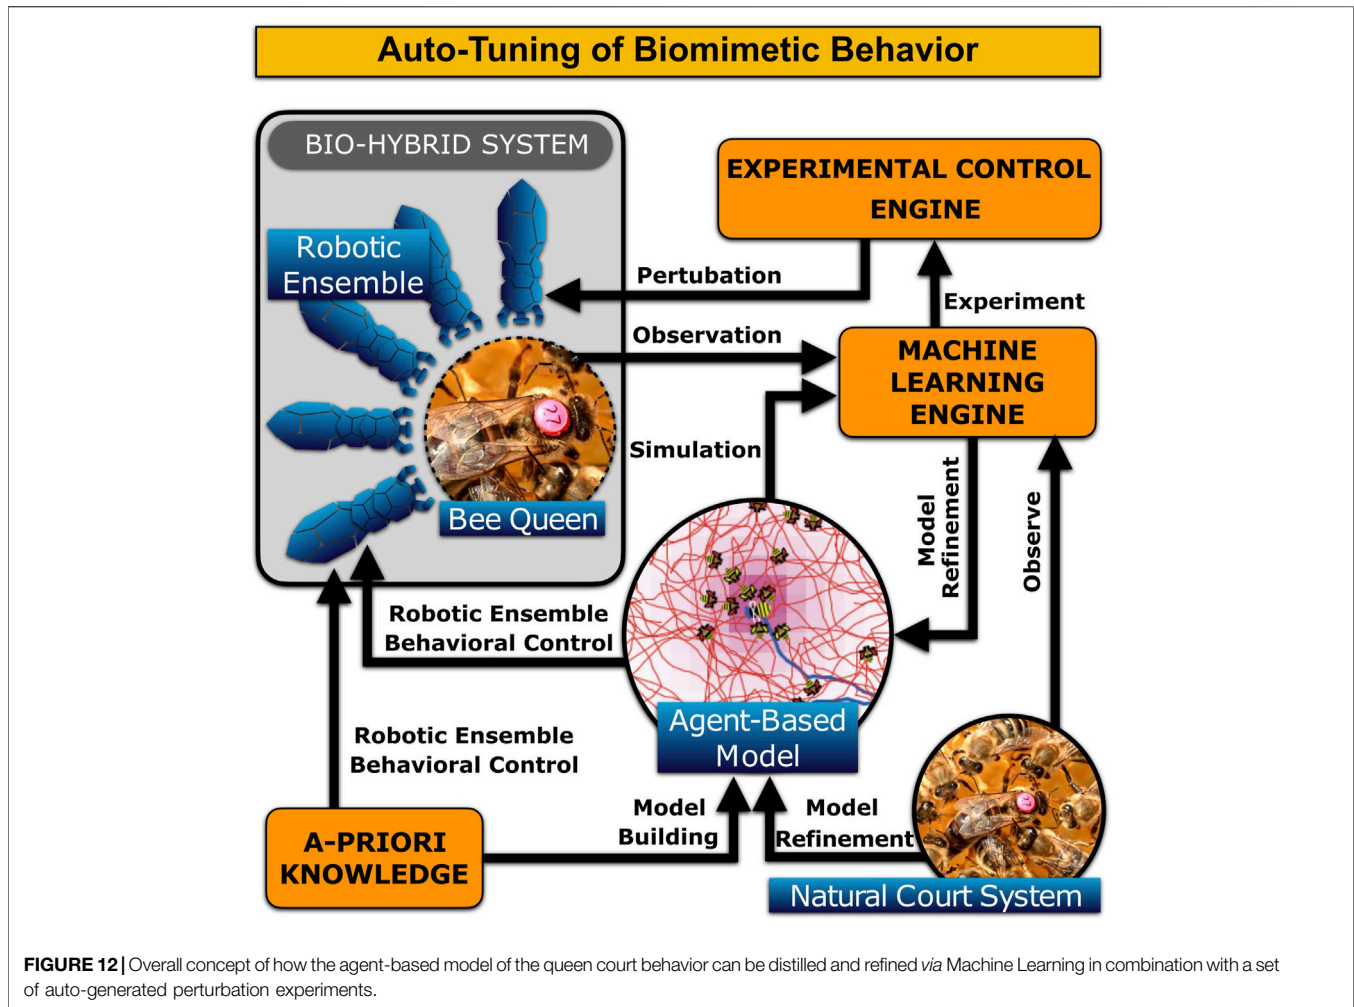 Auto-Tuning of Biomimetic Behavior
BIO-HYBRID SYSTEM
Robotic
Ensemble
Bee Queen
EXPERIMENTAL CONTROL
ENGINE
Pertubation
Experiment
Observation
MACHINE
LEARNING
ENGINE
Simulation
Model
Refinement
Observe
Robotic Ensemble
Behavioral Control
Agent-Based
Model
Robotic Ensemble
Behavioral Control
Model
Building
Model
Refinement
A-PRIORI
KNOWLEDGE
Natural Court System
FIGURE 12 | Overall concept of how the agent-based model of the queen court behavior can be distilled and refined via Machine Learning in combination with a set
of auto-generated perturbation experiments.